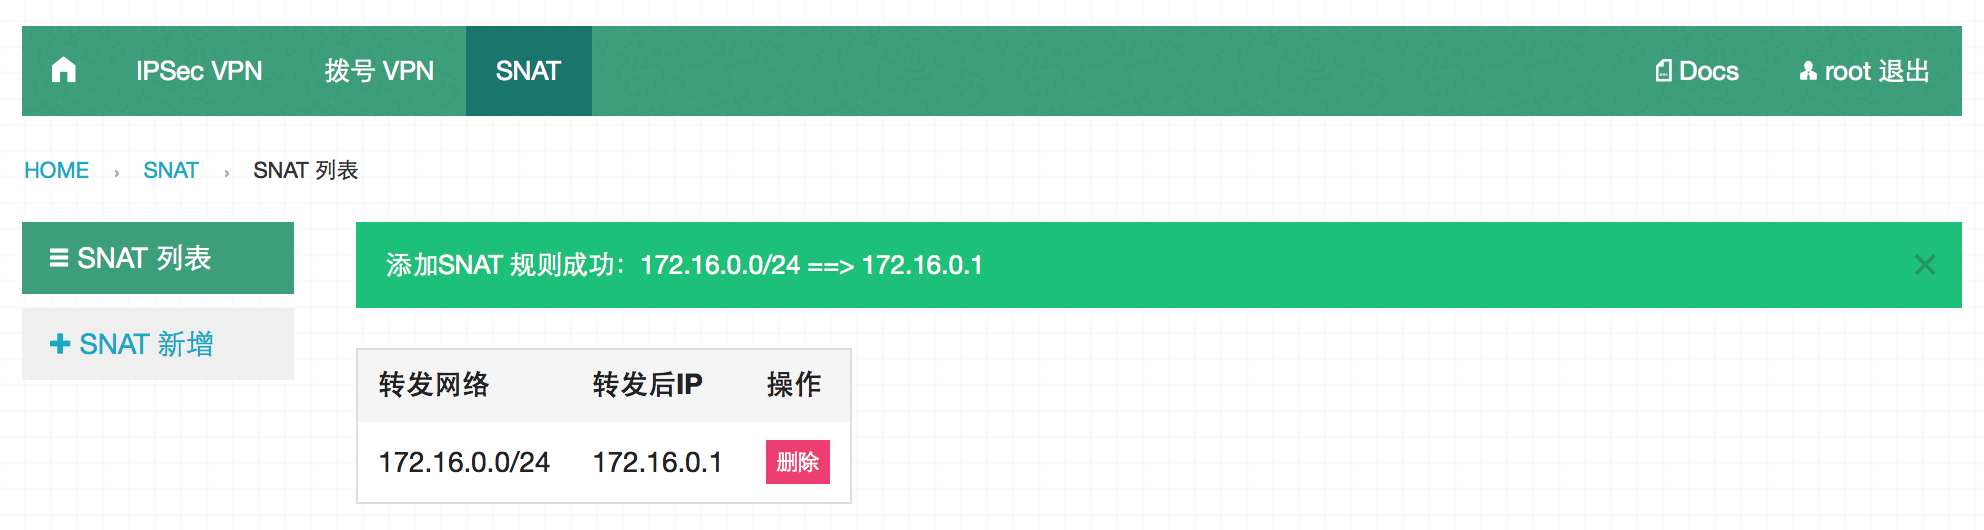 IPSec VPN 拨号 VPN SNAT Docs root 退出
HOME › SNAT › SNAT 列表
SNAT 列表
SNAT 新增
添加SNAT 规则成功：172.16.0.0/24 ==> 172.16.0.1
转发网络 转发后IP 操作
172.16.0.0/24 172.16.0.1 删除